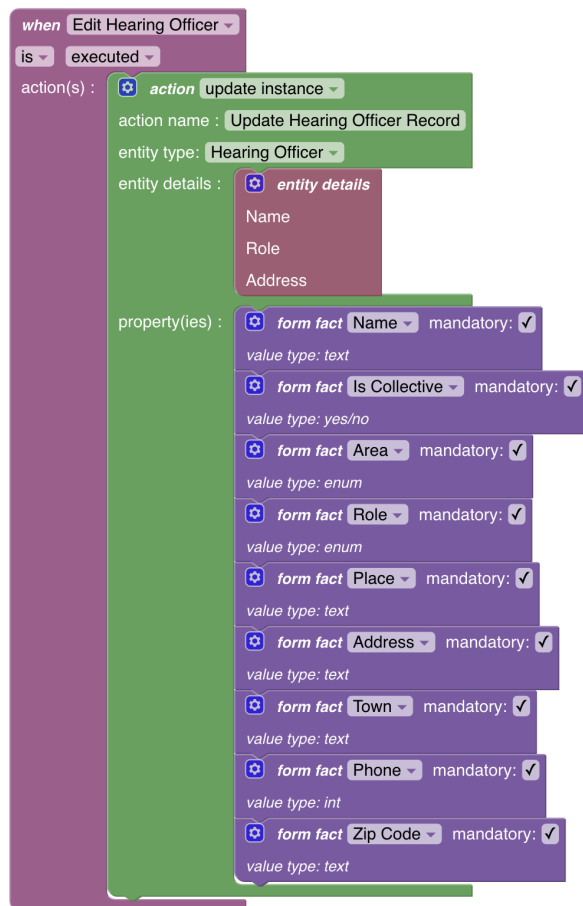 when Edit Hearing Officer
is executed
action(s) : action update instance
action name : Update Hearing Officer Record
entity type: Hearing Officer
entity details : entity details
Name
Role
Address
property(ies) : form fact Name mandatory: ✓
value type: text
form fact Is Collective mandatory: ✓
value type: yes/no
form fact Area mandatory: ✓
value type: enum
form fact Role mandatory: ✓
value type: enum
form fact Place mandatory: ✓
value type: text
form fact Address mandatory: ✓
value type: text
form fact Town mandatory: ✓
value type: text
form fact Phone mandatory: ✓
value type: int
form fact Zip Code mandatory: ✓
value type: text